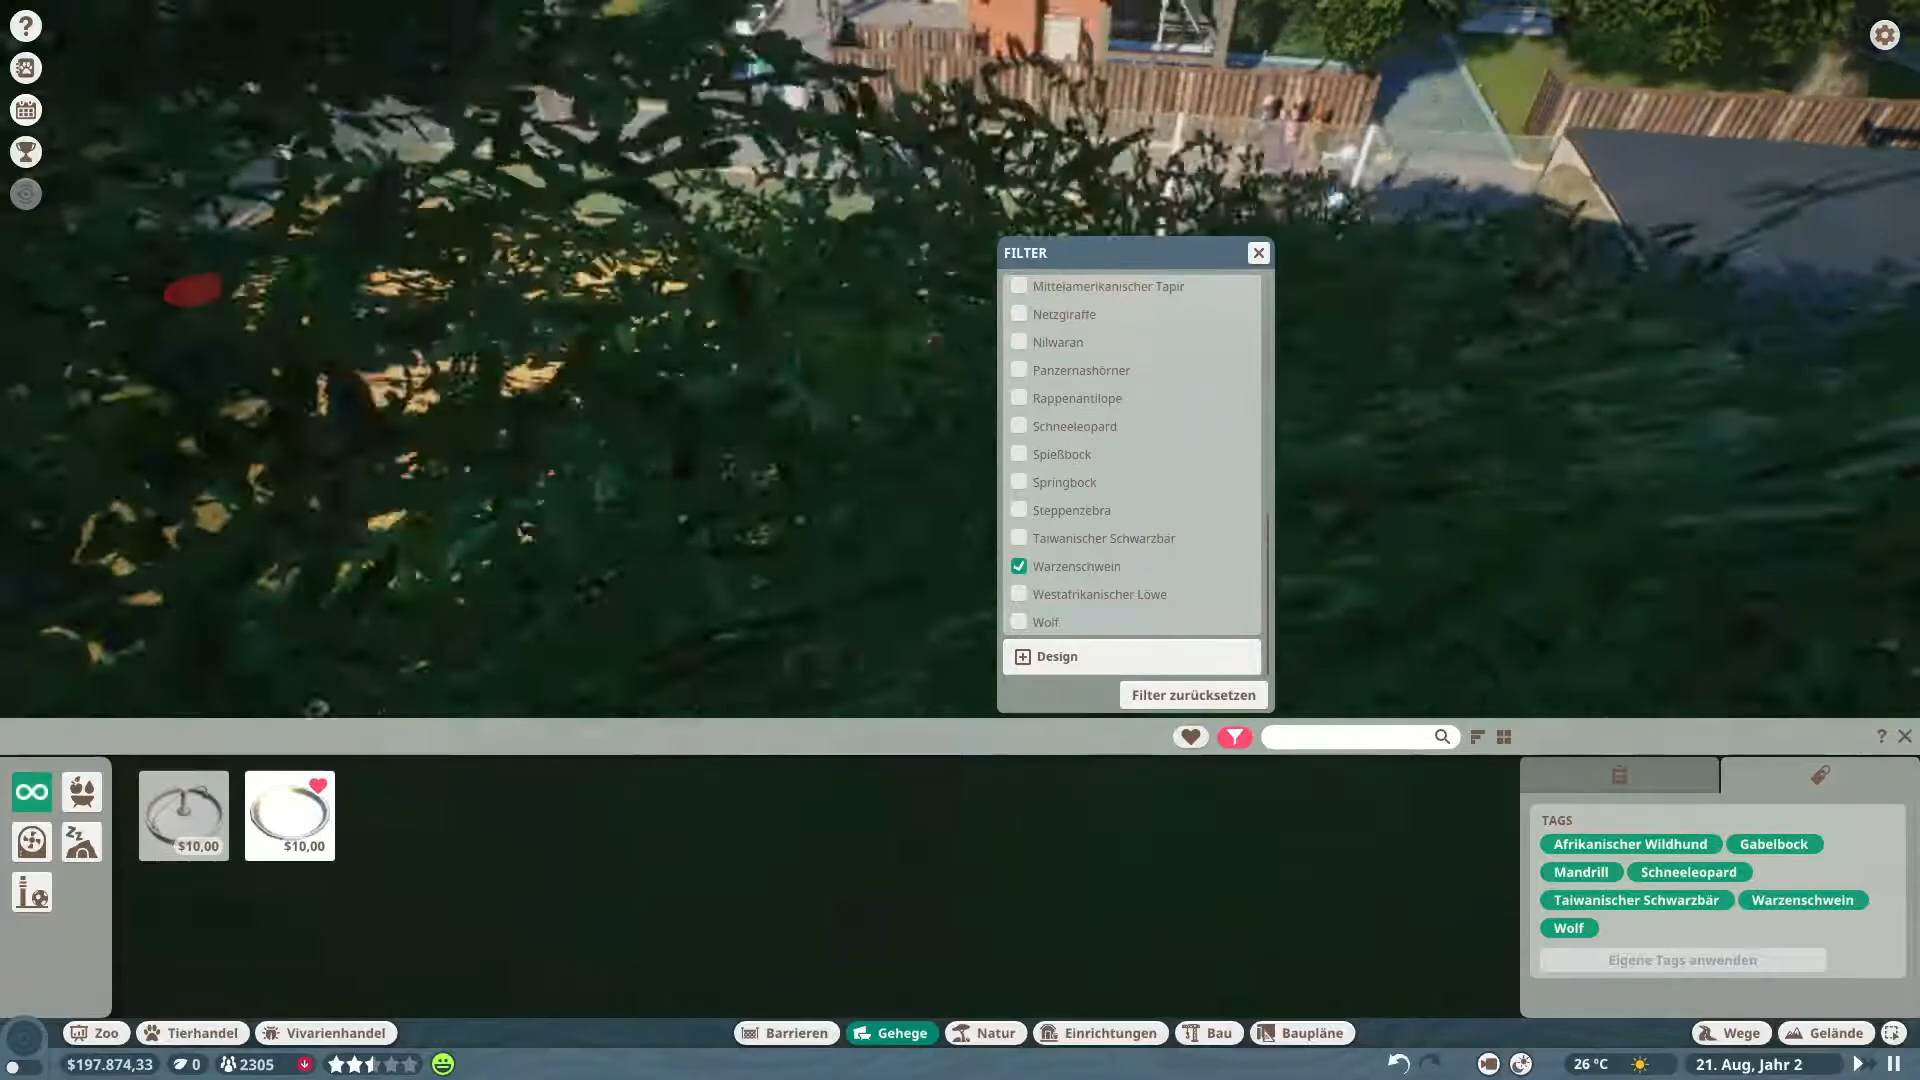 FILTER
Mittelamerikanischer Tapir
Netzgiraffe
Nilwaran
Panzernashörner
Rappenantilope
Schneeleopard
Spießbock
Springbock
Steppenzebra
Taiwanischer Schwarzbär
Warzenschwein
Westafrikanischer Löwe
Wolf
Design
Filter zurücksetzen
$10,00
$10,00
TAGS
Afrikanischer Wildhund Gabelbock
Mandrill Schneeleopard
Taiwanischer Schwarzbär Warzenschwein
Wolf
Eigene Tags anwenden
Zoo Tierhandel Vivarienhandel Barrieren Gehege Natur Einrichtungen Bau Baupläne Wege Gelände
$197.874,33 0 2305 26 °C 21. Aug, Jahr 2